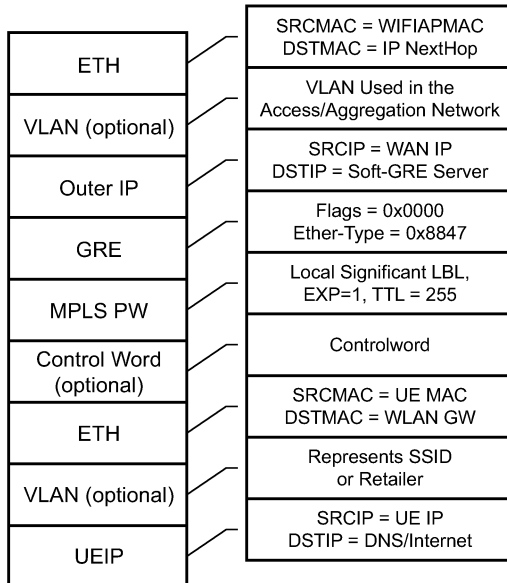 ETH
SRCMAC = WIFIAPMAC
DSTMAC = IP NextHop
VLAN (optional)
VLAN Used in the
Access/Aggregation Network
Outer IP
SRCIP = WAN IP
DSTIP = Soft-GRE Server
GRE
Flags = 0x0000
Ether-Type = 0x8847
MPLS PW
Local Significant LBL,
EXP=1, TTL = 255
Control Word
(optional)
Controlword
ETH
SRCMAC = UE MAC
DSTMAC = WLAN GW
VLAN (optional)
Represents SSID
or Retailer
UEIP
SRCIP = UE IP
DSTIP = DNS/Internet